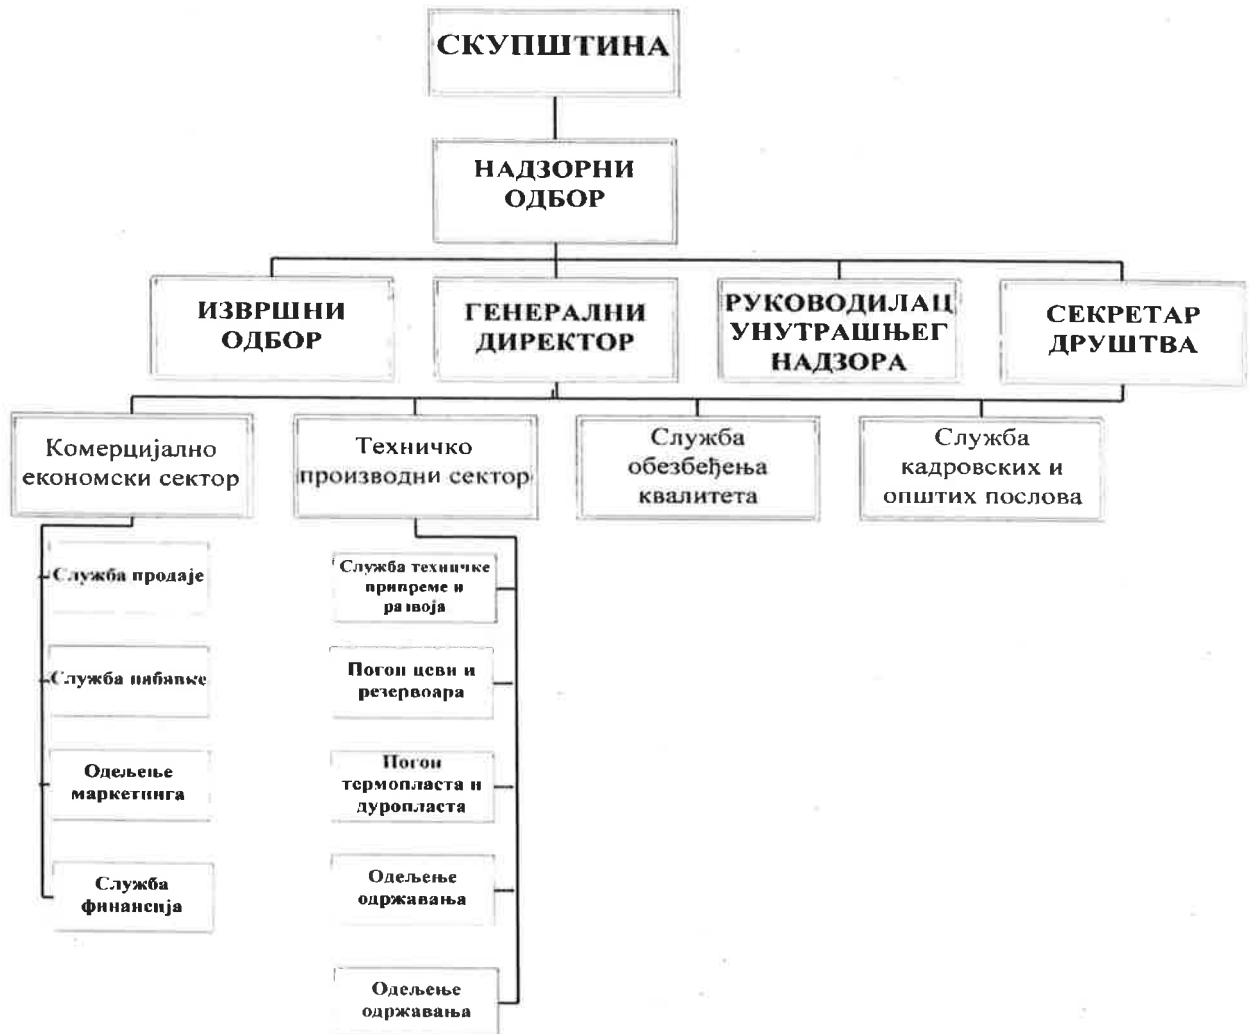 СКУПШТИНА
НАДЗОРНИ
ОДБОР
ИЗВРШНИ
ОДБОР
ГЕНЕРАЛНИ
ДИРЕКТОР
РУКОВОДИЛАЦ
УНУТРАШЊЕГ
НАДЗОРА
СЕКРЕТАР
ДРУШТВА
Комерцијално
економски сектор
Техничко
производни сектор
Служба
обезбеђења
квалитета
Служба
кадровских и
општих послова
Служба продаје
Служба набавке
Одељење
маркетинга
Служба
финансија
Служба техничке
припреме и
развоја
Погон цеви и
резервоара
Погон
термопласта и
дуропласта
Одељење
одржавања
Одељење
одржавања